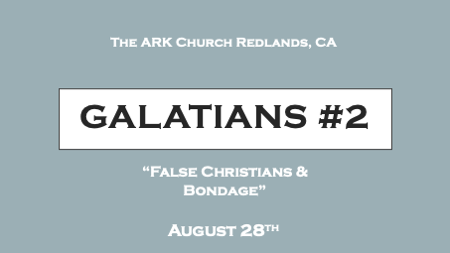 The ARK Church Redlands, CA
GALATIANS #2
“False Christians &
Bondage”
August 28th